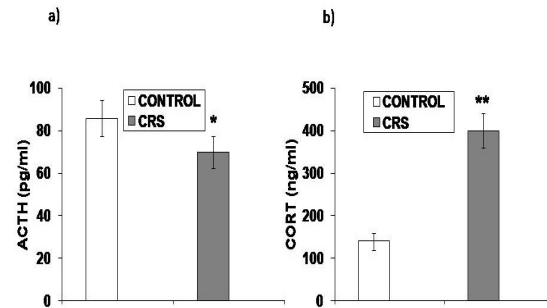 a)
100
80
60
40
20
0
ACTH (pg/ml)
CONTROL
CRS
*
b)
500
400
300
200
100
0
CORT (ng/ml)
CONTROL
CRS
**